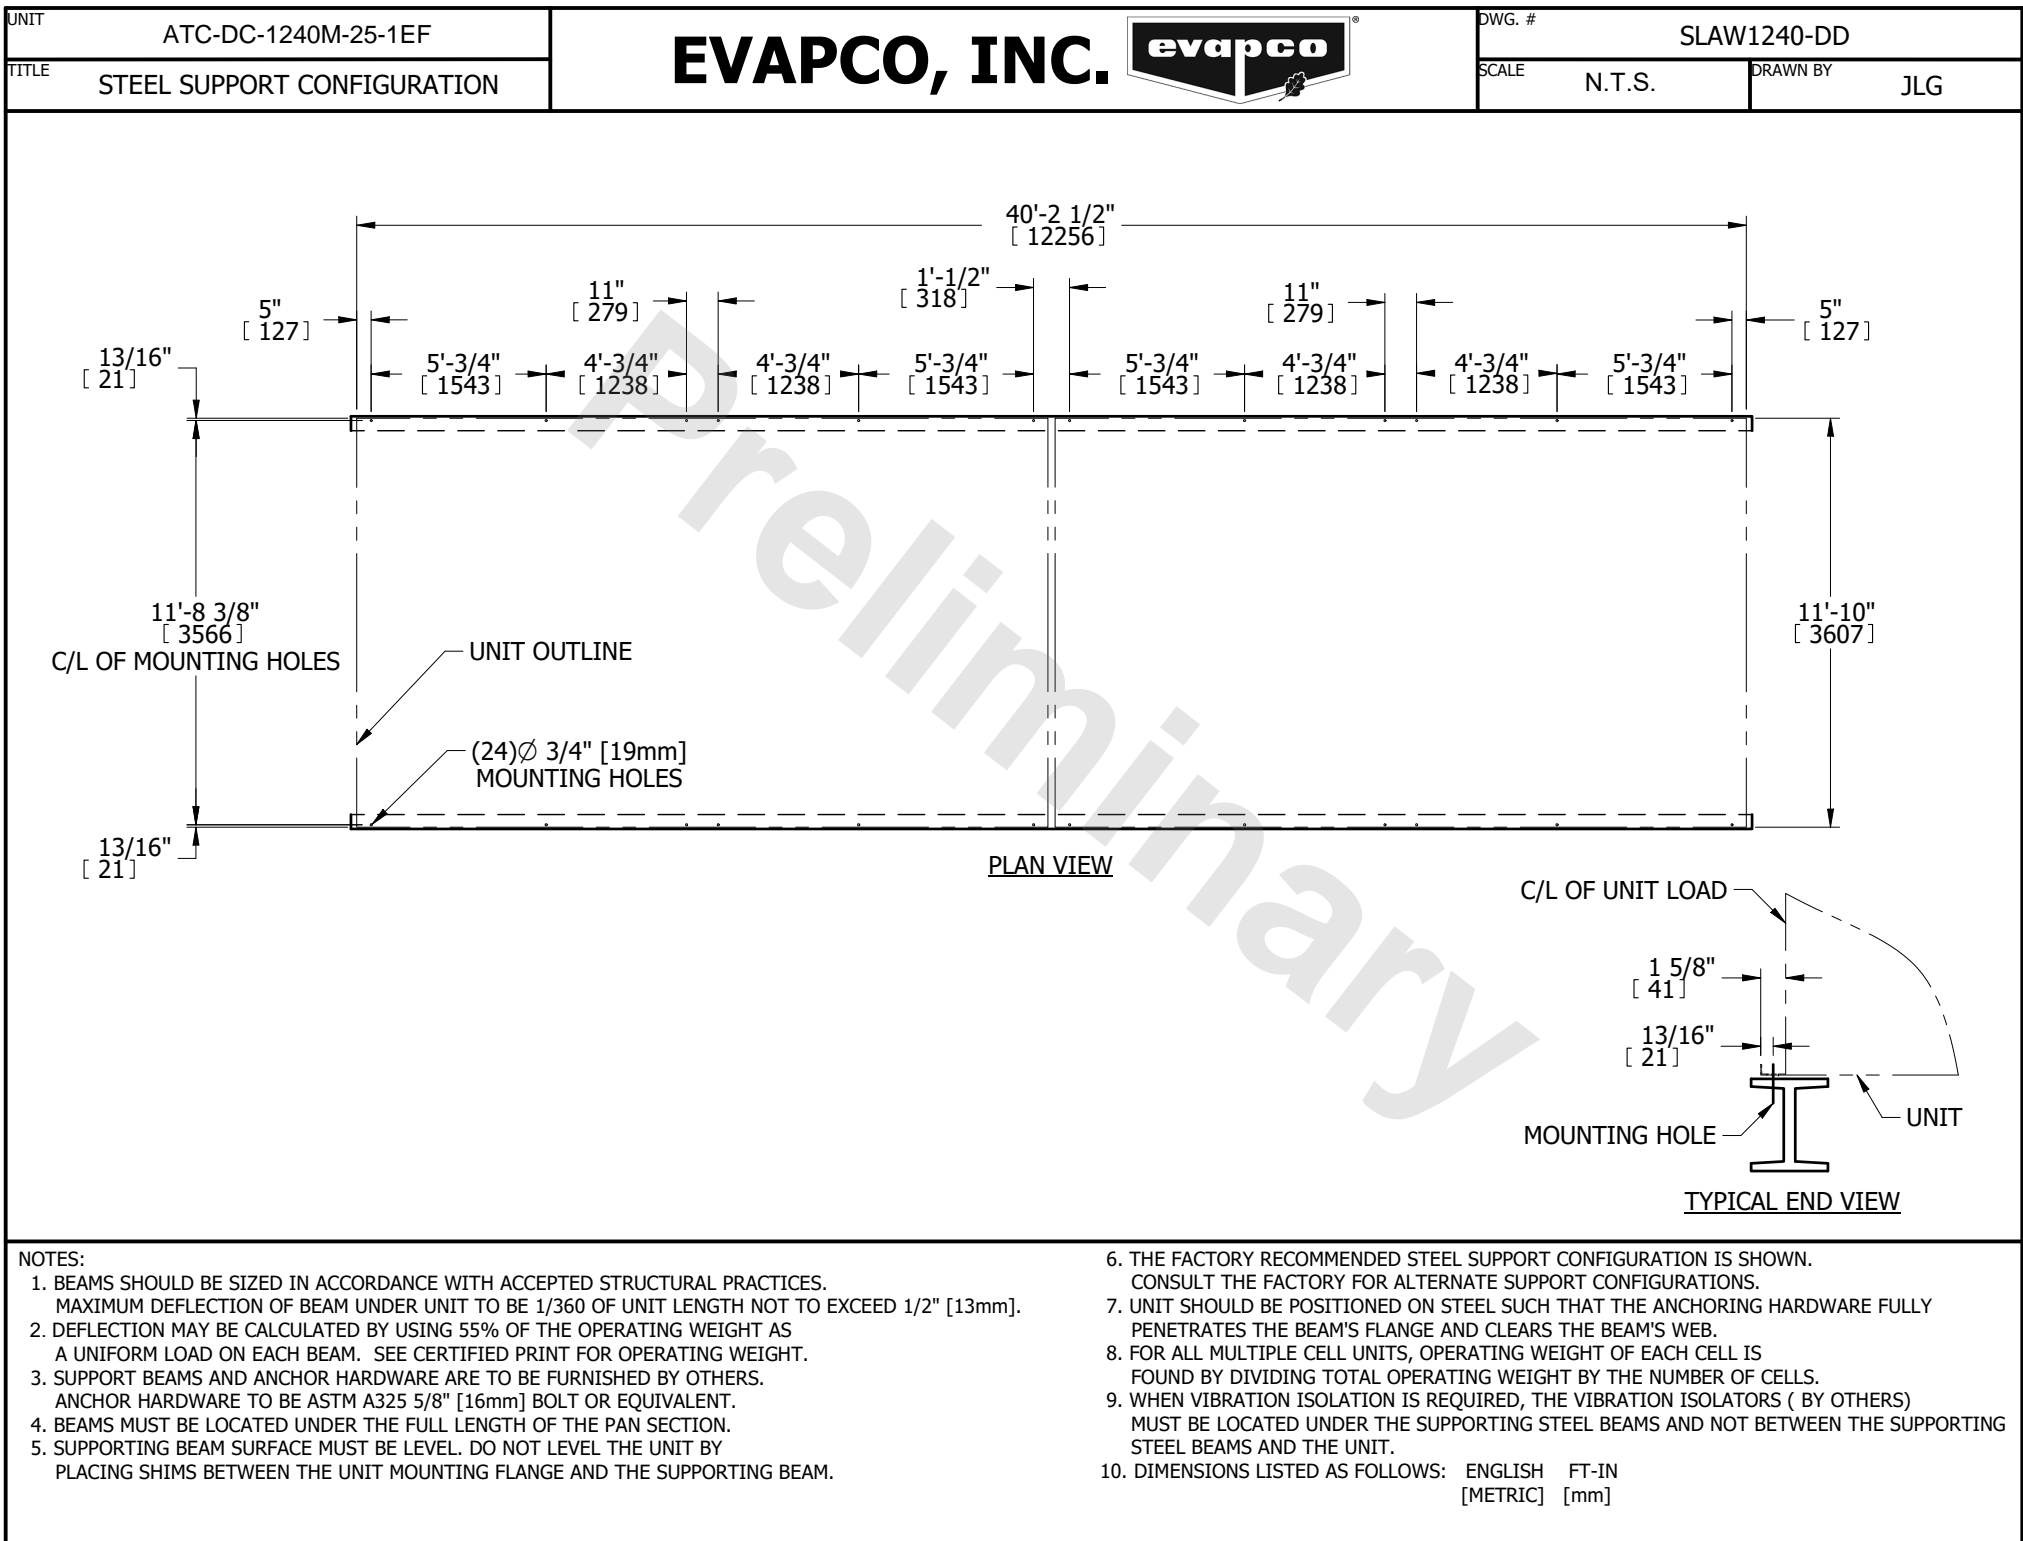 UNIT
ATC-DC-1240M-25-1EF
TITLE
STEEL SUPPORT CONFIGURATION
EVAPCO, INC.
evapco
®
DWG. #
SLAW1240-DD
SCALE
N.T.S.
DRAWN BY
JLG
40'-2 1/2"
[ 12256]
5"
[ 127]
11"
[ 279]
1'-1/2"
[ 318]
11"
[ 279]
5"
[ 127]
13/16"
[ 21]
5'-3/4"
[ 1543]
4'-3/4"
[ 1238]
4'-3/4"
[ 1238]
5'-3/4"
[ 1543]
5'-3/4"
[ 1543]
4'-3/4"
[ 1238]
4'-3/4"
[ 1238]
5'-3/4"
[ 1543]
Preliminary
11'-8 3/8"
[ 3566]
C/L OF MOUNTING HOLES
UNIT OUTLINE
11'-10"
[ 3607]
(24)∅ 3/4" [19mm]
MOUNTING HOLES
13/16"
[ 21]
PLAN VIEW
C/L OF UNIT LOAD
1 5/8"
[ 41]
13/16"
[ 21]
MOUNTING HOLE
UNIT
TYPICAL END VIEW
NOTES:
1. BEAMS SHOULD BE SIZED IN ACCORDANCE WITH ACCEPTED STRUCTURAL PRACTICES.
MAXIMUM DEFLECTION OF BEAM UNDER UNIT TO BE 1/360 OF UNIT LENGTH NOT TO EXCEED 1/2" [13mm].
2. DEFLECTION MAY BE CALCULATED BY USING 55% OF THE OPERATING WEIGHT AS
A UNIFORM LOAD ON EACH BEAM. SEE CERTIFIED PRINT FOR OPERATING WEIGHT.
3. SUPPORT BEAMS AND ANCHOR HARDWARE ARE TO BE FURNISHED BY OTHERS.
ANCHOR HARDWARE TO BE ASTM A325 5/8" [16mm] BOLT OR EQUIVALENT.
4. BEAMS MUST BE LOCATED UNDER THE FULL LENGTH OF THE PAN SECTION.
5. SUPPORTING BEAM SURFACE MUST BE LEVEL. DO NOT LEVEL THE UNIT BY
PLACING SHIMS BETWEEN THE UNIT MOUNTING FLANGE AND THE SUPPORTING BEAM.
6. THE FACTORY RECOMMENDED STEEL SUPPORT CONFIGURATION IS SHOWN.
CONSULT THE FACTORY FOR ALTERNATE SUPPORT CONFIGURATIONS.
7. UNIT SHOULD BE POSITIONED ON STEEL SUCH THAT THE ANCHORING HARDWARE FULLY
PENETRATES THE BEAM'S FLANGE AND CLEARS THE BEAM'S WEB.
8. FOR ALL MULTIPLE CELL UNITS, OPERATING WEIGHT OF EACH CELL IS
FOUND BY DIVIDING TOTAL OPERATING WEIGHT BY THE NUMBER OF CELLS.
9. WHEN VIBRATION ISOLATION IS REQUIRED, THE VIBRATION ISOLATORS ( BY OTHERS)
MUST BE LOCATED UNDER THE SUPPORTING STEEL BEAMS AND NOT BETWEEN THE SUPPORTING
STEEL BEAMS AND THE UNIT.
10. DIMENSIONS LISTED AS FOLLOWS: ENGLISH FT-IN
[METRIC] [mm]